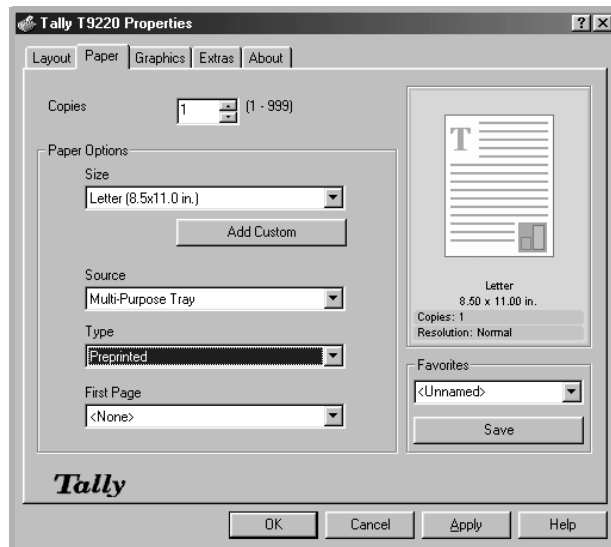 Tally T9220 Properties
Layout Paper Graphics Extras About
Copies 1 (1 - 999)
Paper Options
Size
Letter (8.5x11.0 in.)
Add Custom
Source
Multi-Purpose Tray
Type
Preprinted
First Page
<None>
T
Letter
8.50 x 11.00 in.
Copies: 1
Resolution: Normal
Favorites
<Unnamed>
Save
Tally
OK Cancel Apply Help